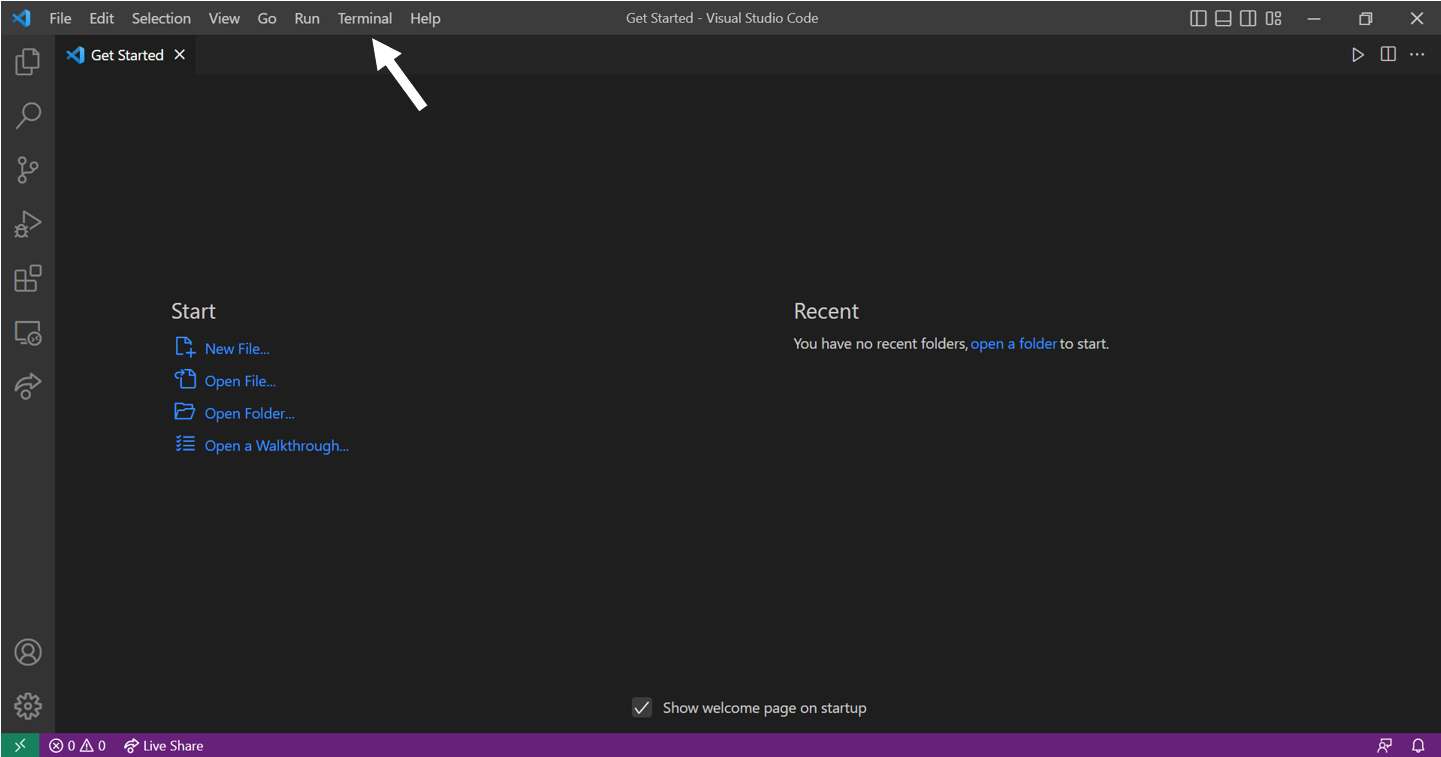 File Edit Selection View Go Run Terminal Help Get Started - Visual Studio Code
Get Started
Start
New File...
Open File...
Open Folder...
Open a Walkthrough...
Recent
You have no recent folders, open a folder to start.
Show welcome page on startup
0 0 Live Share